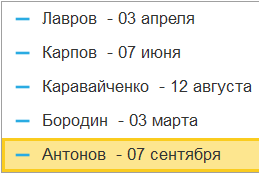 Лавров - 03 апреля
Карпов - 07 июня
Каравайченко - 12 августа
Бородин - 03 марта
Антонов - 07 сентября